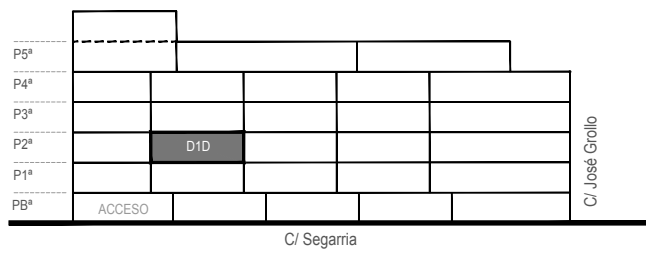 P5ª
P4ª
P3ª
P2ª
D1D
P1ª
PBª
ACCESO
C/ José Grollo
C/ Segarria